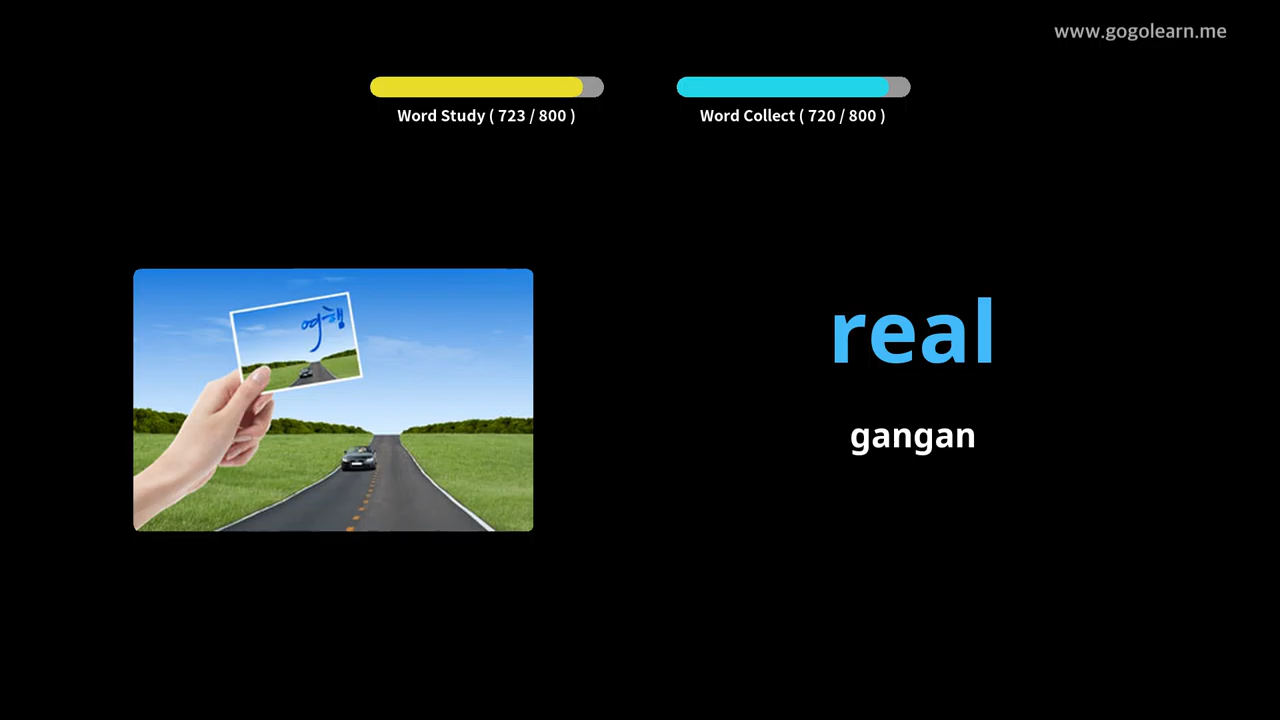 www.gogolearn.me
Word Study ( 723 / 800 )
Word Collect ( 720 / 800 )
여행
real
gangan